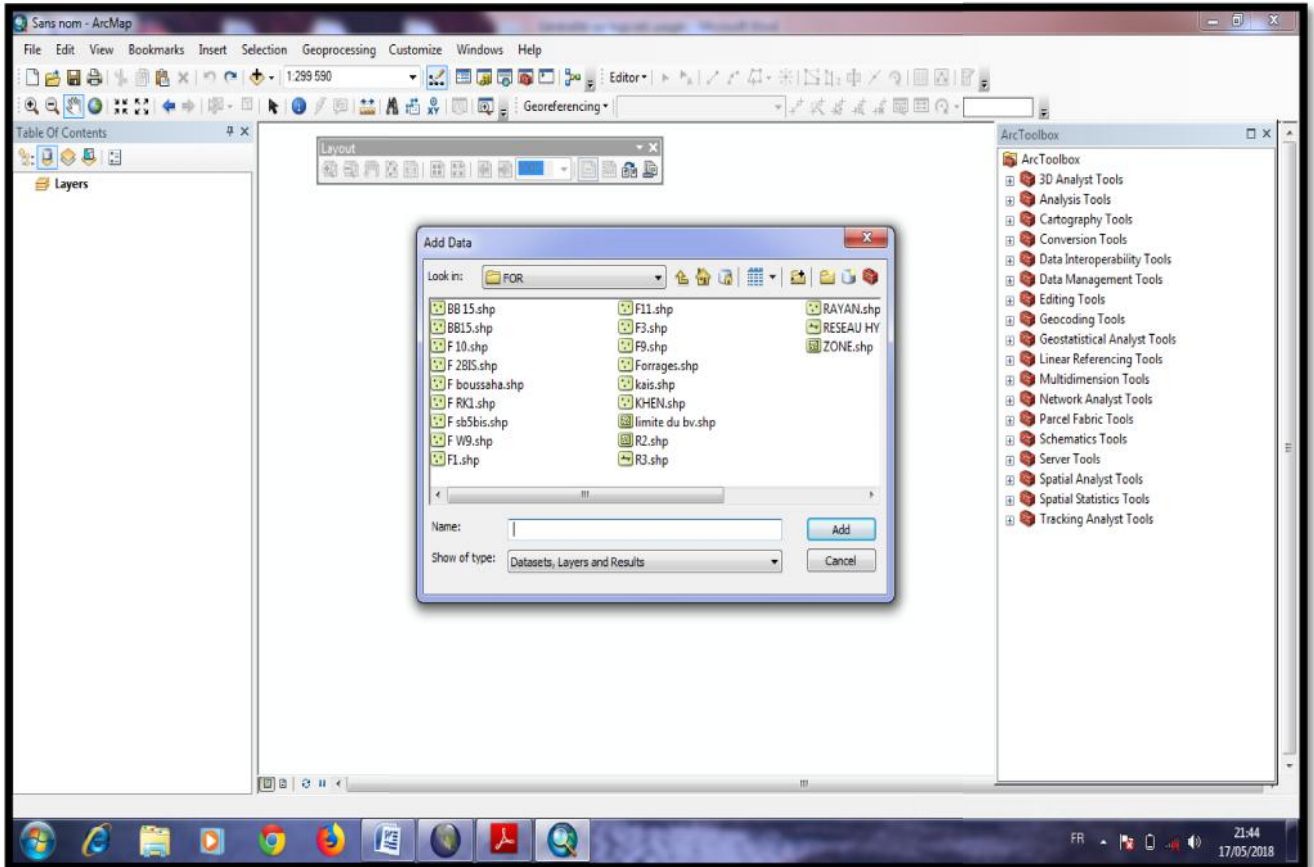 Sans nom - ArcMap
File Edit View Bookmarks Insert Selection Geoprocessing Customize Windows Help
1:299 590
Editor
Georeferencing
Table Of Contents
Layers
Layout
ArcToolbox
ArcToolbox
3D Analyst Tools
Analysis Tools
Cartography Tools
Conversion Tools
Data Interoperability Tools
Data Management Tools
Editing Tools
Geocoding Tools
Geostatistical Analyst Tools
Linear Referencing Tools
Multidimension Tools
Network Analyst Tools
Parcel Fabric Tools
Schematics Tools
Server Tools
Spatial Analyst Tools
Spatial Statistics Tools
Tracking Analyst Tools
Add Data
Look in: FOR
BB 15.shp
BB15.shp
F 10.shp
F 2BIS.shp
F boussaha.shp
F RK1.shp
F sb5bis.shp
F W9.shp
F1.shp
F11.shp
F3.shp
F9.shp
Forrages.shp
kais.shp
KHEN.shp
limite du bv.shp
R2.shp
R3.shp
RAYAN.shp
RESEAU HY
ZONE.shp
Name:
Add
Show of type: Datasets, Layers and Results
Cancel
FR
21:44
17/05/2018